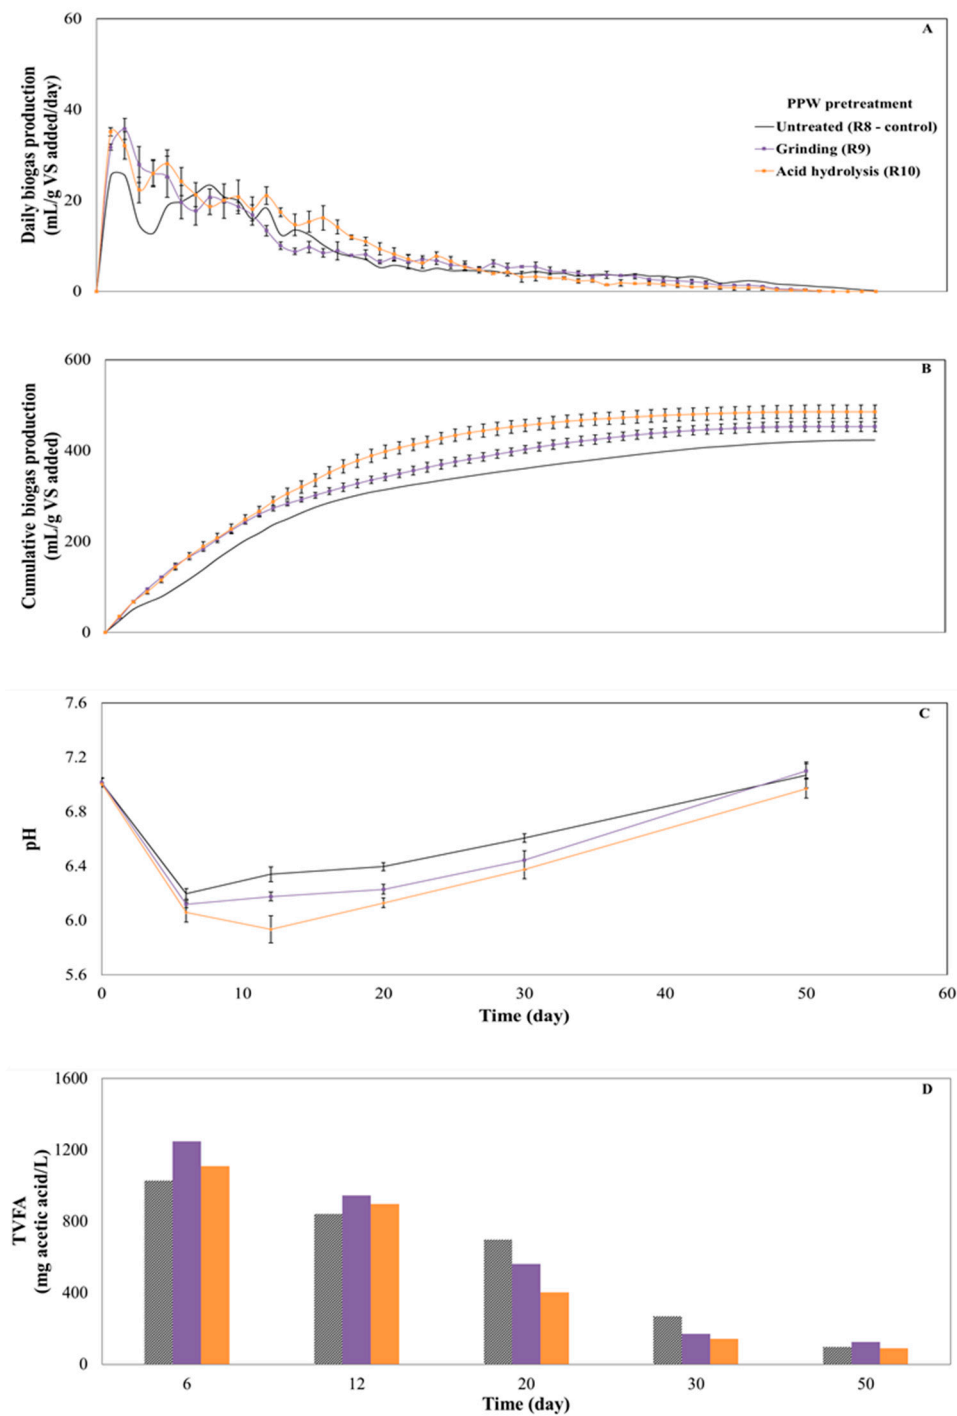 A
60
40
20
0
Daily biogas production
(mL/g VS added/day)
PPW pretreatment
Untreated (R8 - control)
Grinding (R9)
Acid hydrolysis (R10)
B
600
400
200
0
Cumulative biogas production
(mL/g VS added)
C
7.6
7.2
6.8
6.4
6.0
5.6
pH
0 10 20 30 40 50 60
Time (day)
D
1600
1200
800
400
0
TVFA
(mg acetic acid/L)
6 12 20 30 50
Time (day)